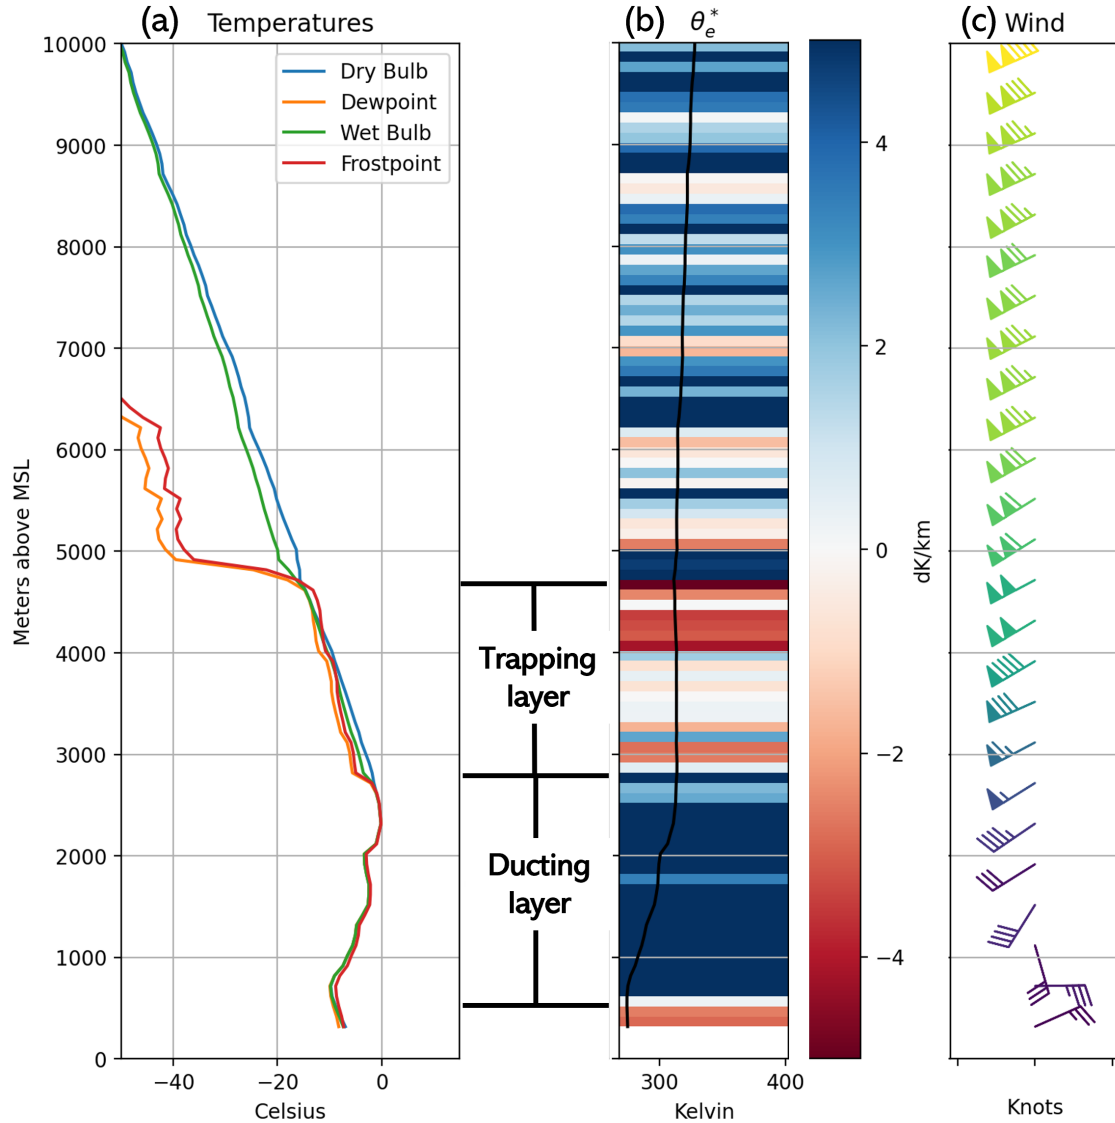 (a) Temperatures
(b) θₑ*
(c) Wind
10000
9000
8000
7000
6000
5000
4000
3000
2000
1000
0
Meters above MSL
Dry Bulb
Dewpoint
Wet Bulb
Frostpoint
−40
−20
0
Celsius
Trapping
layer
Ducting
layer
300
400
Kelvin
4
2
0
−2
−4
dK/km
Knots